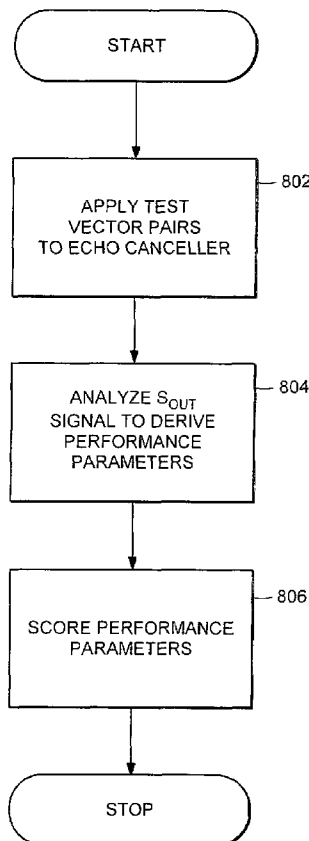 START
802
APPLY TEST
VECTOR PAIRS
TO ECHO CANCELLER
804
ANALYZE SOUT
SIGNAL TO DERIVE
PERFORMANCE
PARAMETERS
806
SCORE PERFORMANCE
PARAMETERS
STOP